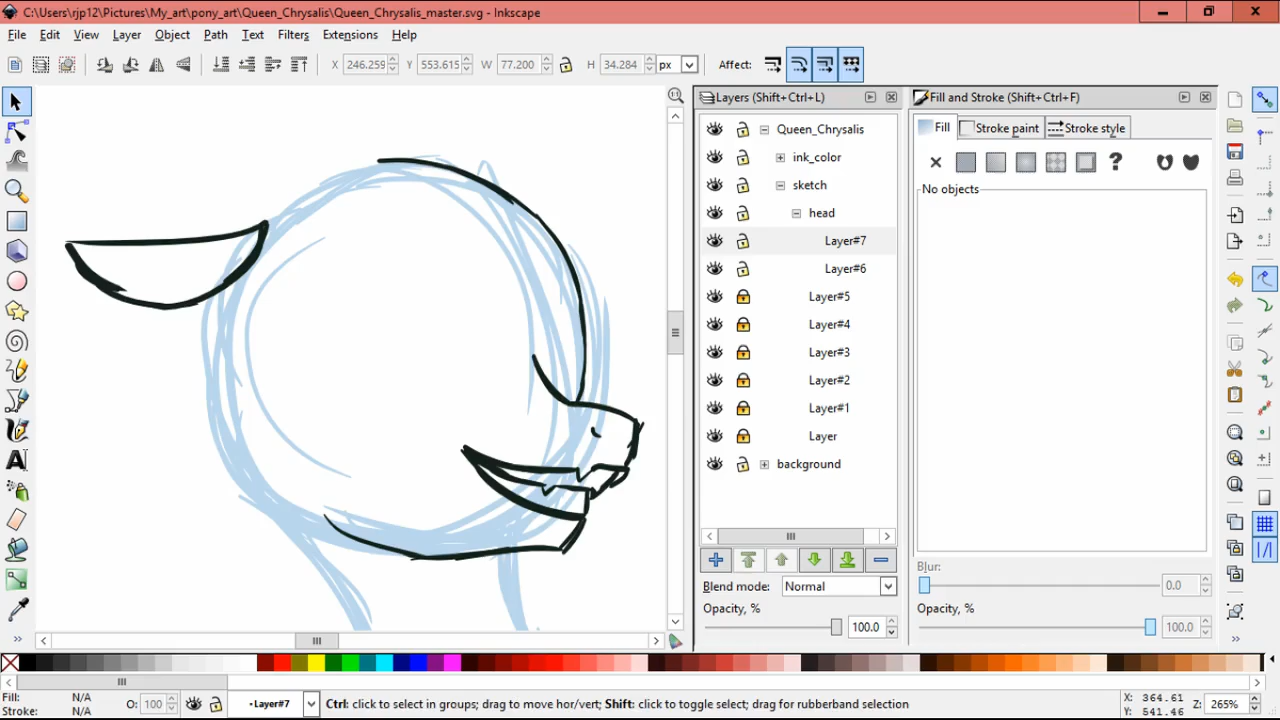 C:\Users\rjp12\Pictures\My_art\pony_art\Queen_Chrysalis\Queen_Chrysalis_master.svg - Inkscape
File Edit View Layer Object Path Text Filters Extensions Help
X 246.259 Y 553.615 W 77.200 H 34.284 px Affect:
1:1
Layers (Shift+Ctrl+L)
Fill and Stroke (Shift+Ctrl+F)
Fill Stroke paint Stroke style
?
No objects
Queen_Chrysalis
ink_color
sketch
head
Layer#7
Layer#6
Layer#5
Layer#4
Layer#3
Layer#2
Layer#1
Layer
background
Blend mode: Normal
Opacity, % 100.0
Blur:
0.0
Opacity, %
100.0
Fill: N/A
Stroke: N/A
O: 100
Layer#7
Ctrl: click to select in groups; drag to move hor/vert; Shift: click to toggle select; drag for rubberband selection
X: 364.61
Y: 541.46
Z: 265%